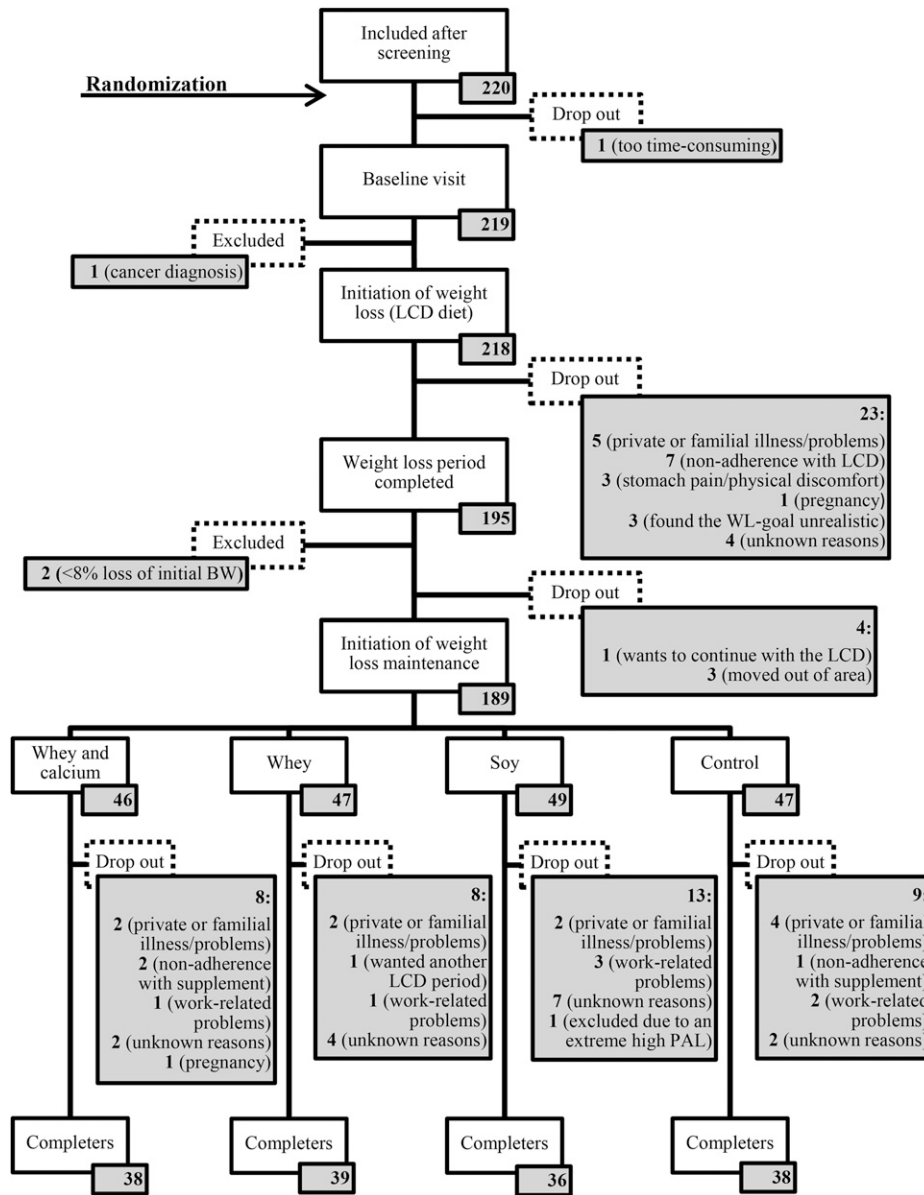 Included after
screening
220
Randomization
Drop out
1 (too time-consuming)
Baseline visit
219
Excluded
1 (cancer diagnosis)
Initiation of weight
loss (LCD diet)
218
Drop out
23:
5 (private or familial illness/problems)
7 (non-adherence with LCD)
3 (stomach pain/physical discomfort)
1 (pregnancy)
3 (found the WL-goal unrealistic)
4 (unknown reasons)
Weight loss period
completed
195
Excluded
2 (<8% loss of initial BW)
Drop out
4:
1 (wants to continue with the LCD)
3 (moved out of area)
Initiation of weight
loss maintenance
189
Whey and
calcium
46
Whey
47
Soy
49
Control
47
Drop out
8:
2 (private or familial
illness/problems)
2 (non-adherence
with supplement)
1 (work-related
problems)
2 (unknown reasons)
1 (pregnancy)
Drop out
8:
2 (private or familial
illness/problems)
1 (wanted another
LCD period)
1 (work-related
problems)
4 (unknown reasons)
Drop out
13:
2 (private or familial
illness/problems)
3 (work-related
problems)
7 (unknown reasons)
1 (excluded due to an
extreme high PAL)
Drop out
9:
4 (private or familial
illness/problems)
1 (non-adherence
with supplement)
2 (work-related
problems)
2 (unknown reasons)
Completers
38
Completers
39
Completers
36
Completers
38